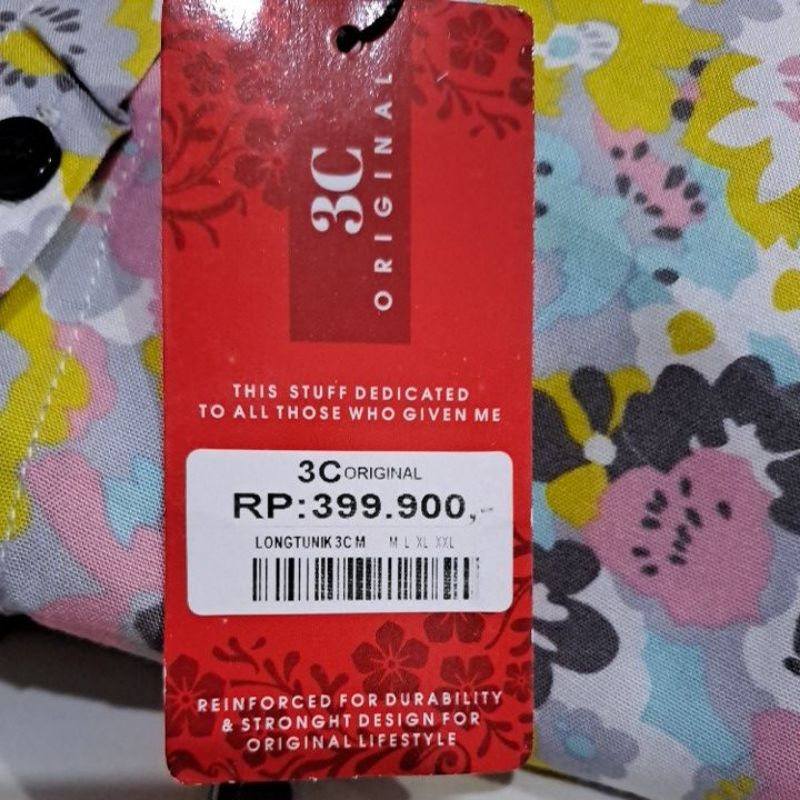 3C
ORIGINAL
THIS STUFF DEDICATED
TO ALL THOSE WHO GIVEN ME
3C ORIGINAL
RP:399.900,-
LONGTUNIK 3C M M L XL XXL
REINFORCED FOR DURABILITY
& STRONGHT DESIGN FOR
ORIGINAL LIFESTYLE